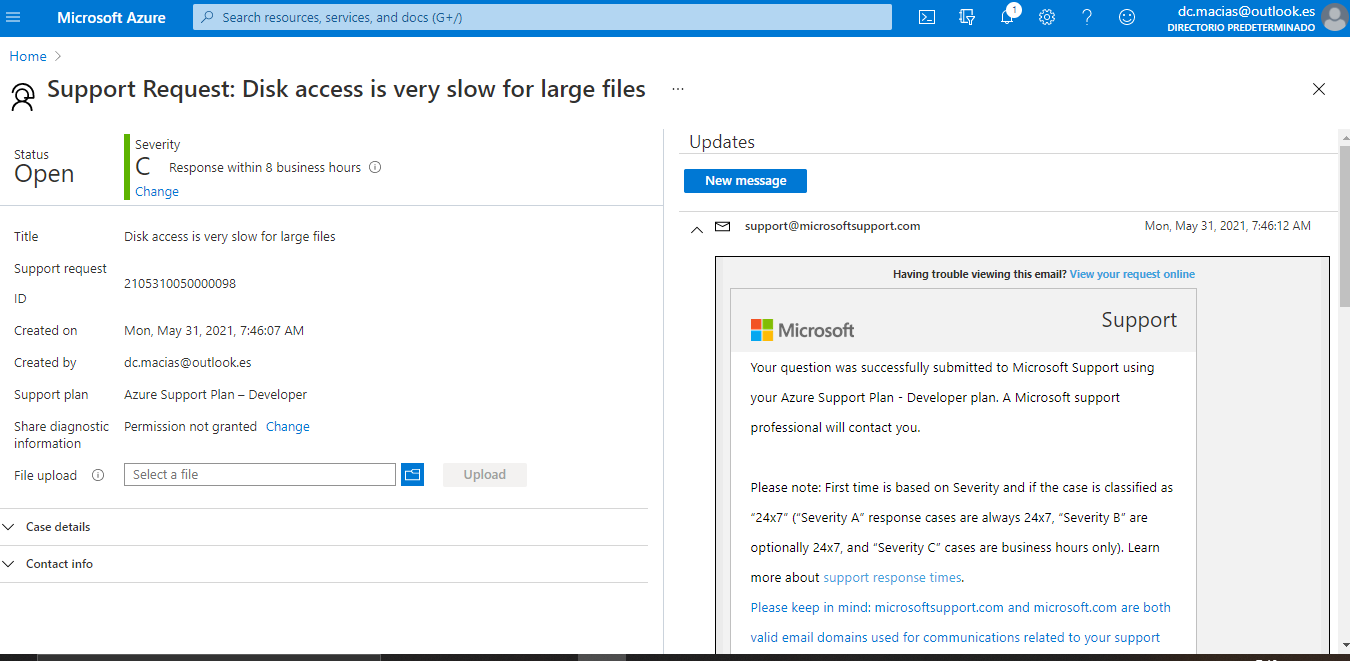 Microsoft Azure
Search resources, services, and docs (G+/)
1
dc.macias@outlook.es
DIRECTORIO PREDETERMINADO
Home
Support Request: Disk access is very slow for large files
...
Status
Open
Severity
C Response within 8 business hours
Change
Title Disk access is very slow for large files
Support request
ID
2105310050000098
Created on Mon, May 31, 2021, 7:46:07 AM
Created by dc.macias@outlook.es
Support plan Azure Support Plan – Developer
Share diagnostic
information
Permission not granted Change
File upload Select a file Upload
Case details
Contact info
Updates
New message
support@microsoftsupport.com Mon, May 31, 2021, 7:46:12 AM
Having trouble viewing this email? View your request online
Microsoft Support
Your question was successfully submitted to Microsoft Support using
your Azure Support Plan - Developer plan. A Microsoft support
professional will contact you.
Please note: First time is based on Severity and if the case is classified as
“24x7” (“Severity A” response cases are always 24x7, “Severity B” are
optionally 24x7, and “Severity C” cases are business hours only). Learn
more about support response times.
Please keep in mind: microsoftsupport.com and microsoft.com are both
valid email domains used for communications related to your support